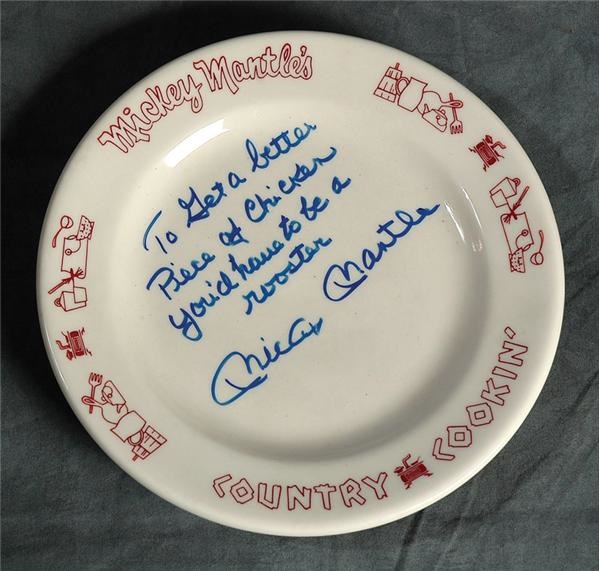 Mickey Mantle's
To Get a better
Piece of Chicken
you'd have to be a
rooster
Mickey Mantle
COUNTRY COOKIN'